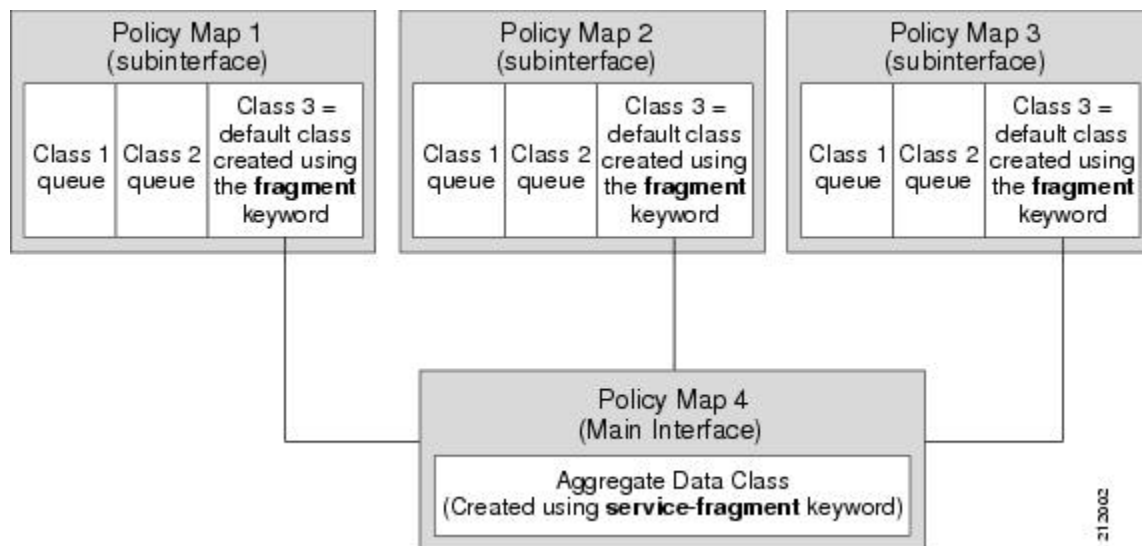 Policy Map 1
(subinterface)
Class 1
queue
Class 2
queue
Class 3 =
default class
created using
the fragment
keyword
Policy Map 2
(subinterface)
Class 1
queue
Class 2
queue
Class 3 =
default class
created using
the fragment
keyword
Policy Map 3
(subinterface)
Class 1
queue
Class 2
queue
Class 3 =
default class
created using
the fragment
keyword
Policy Map 4
(Main Interface)
Aggregate Data Class
(Created using service-fragment keyword)
212002